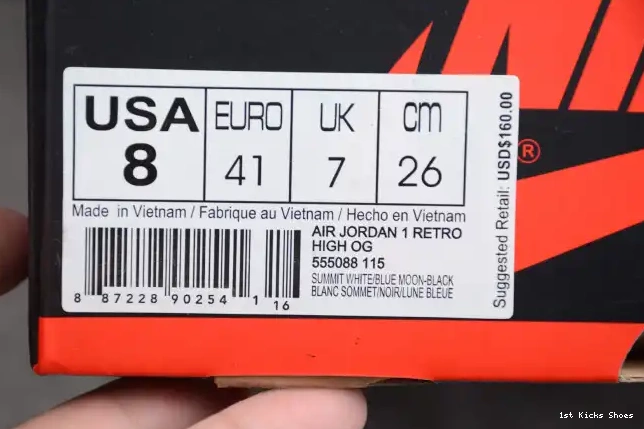 USA EURO UK cm
8 41 7 26
Made in Vietnam / Fabrique au Vietnam / Hecho en Vietnam
AIR JORDAN 1 RETRO
HIGH OG
555088 115
SUMMIT WHITE/BLUE MOON-BLACK
BLANC SOMMET/NOIR/LUNE BLEUE
8 87228 90254 1 16
Suggested Retail: USD$160.00
®
1st Kicks Shoes